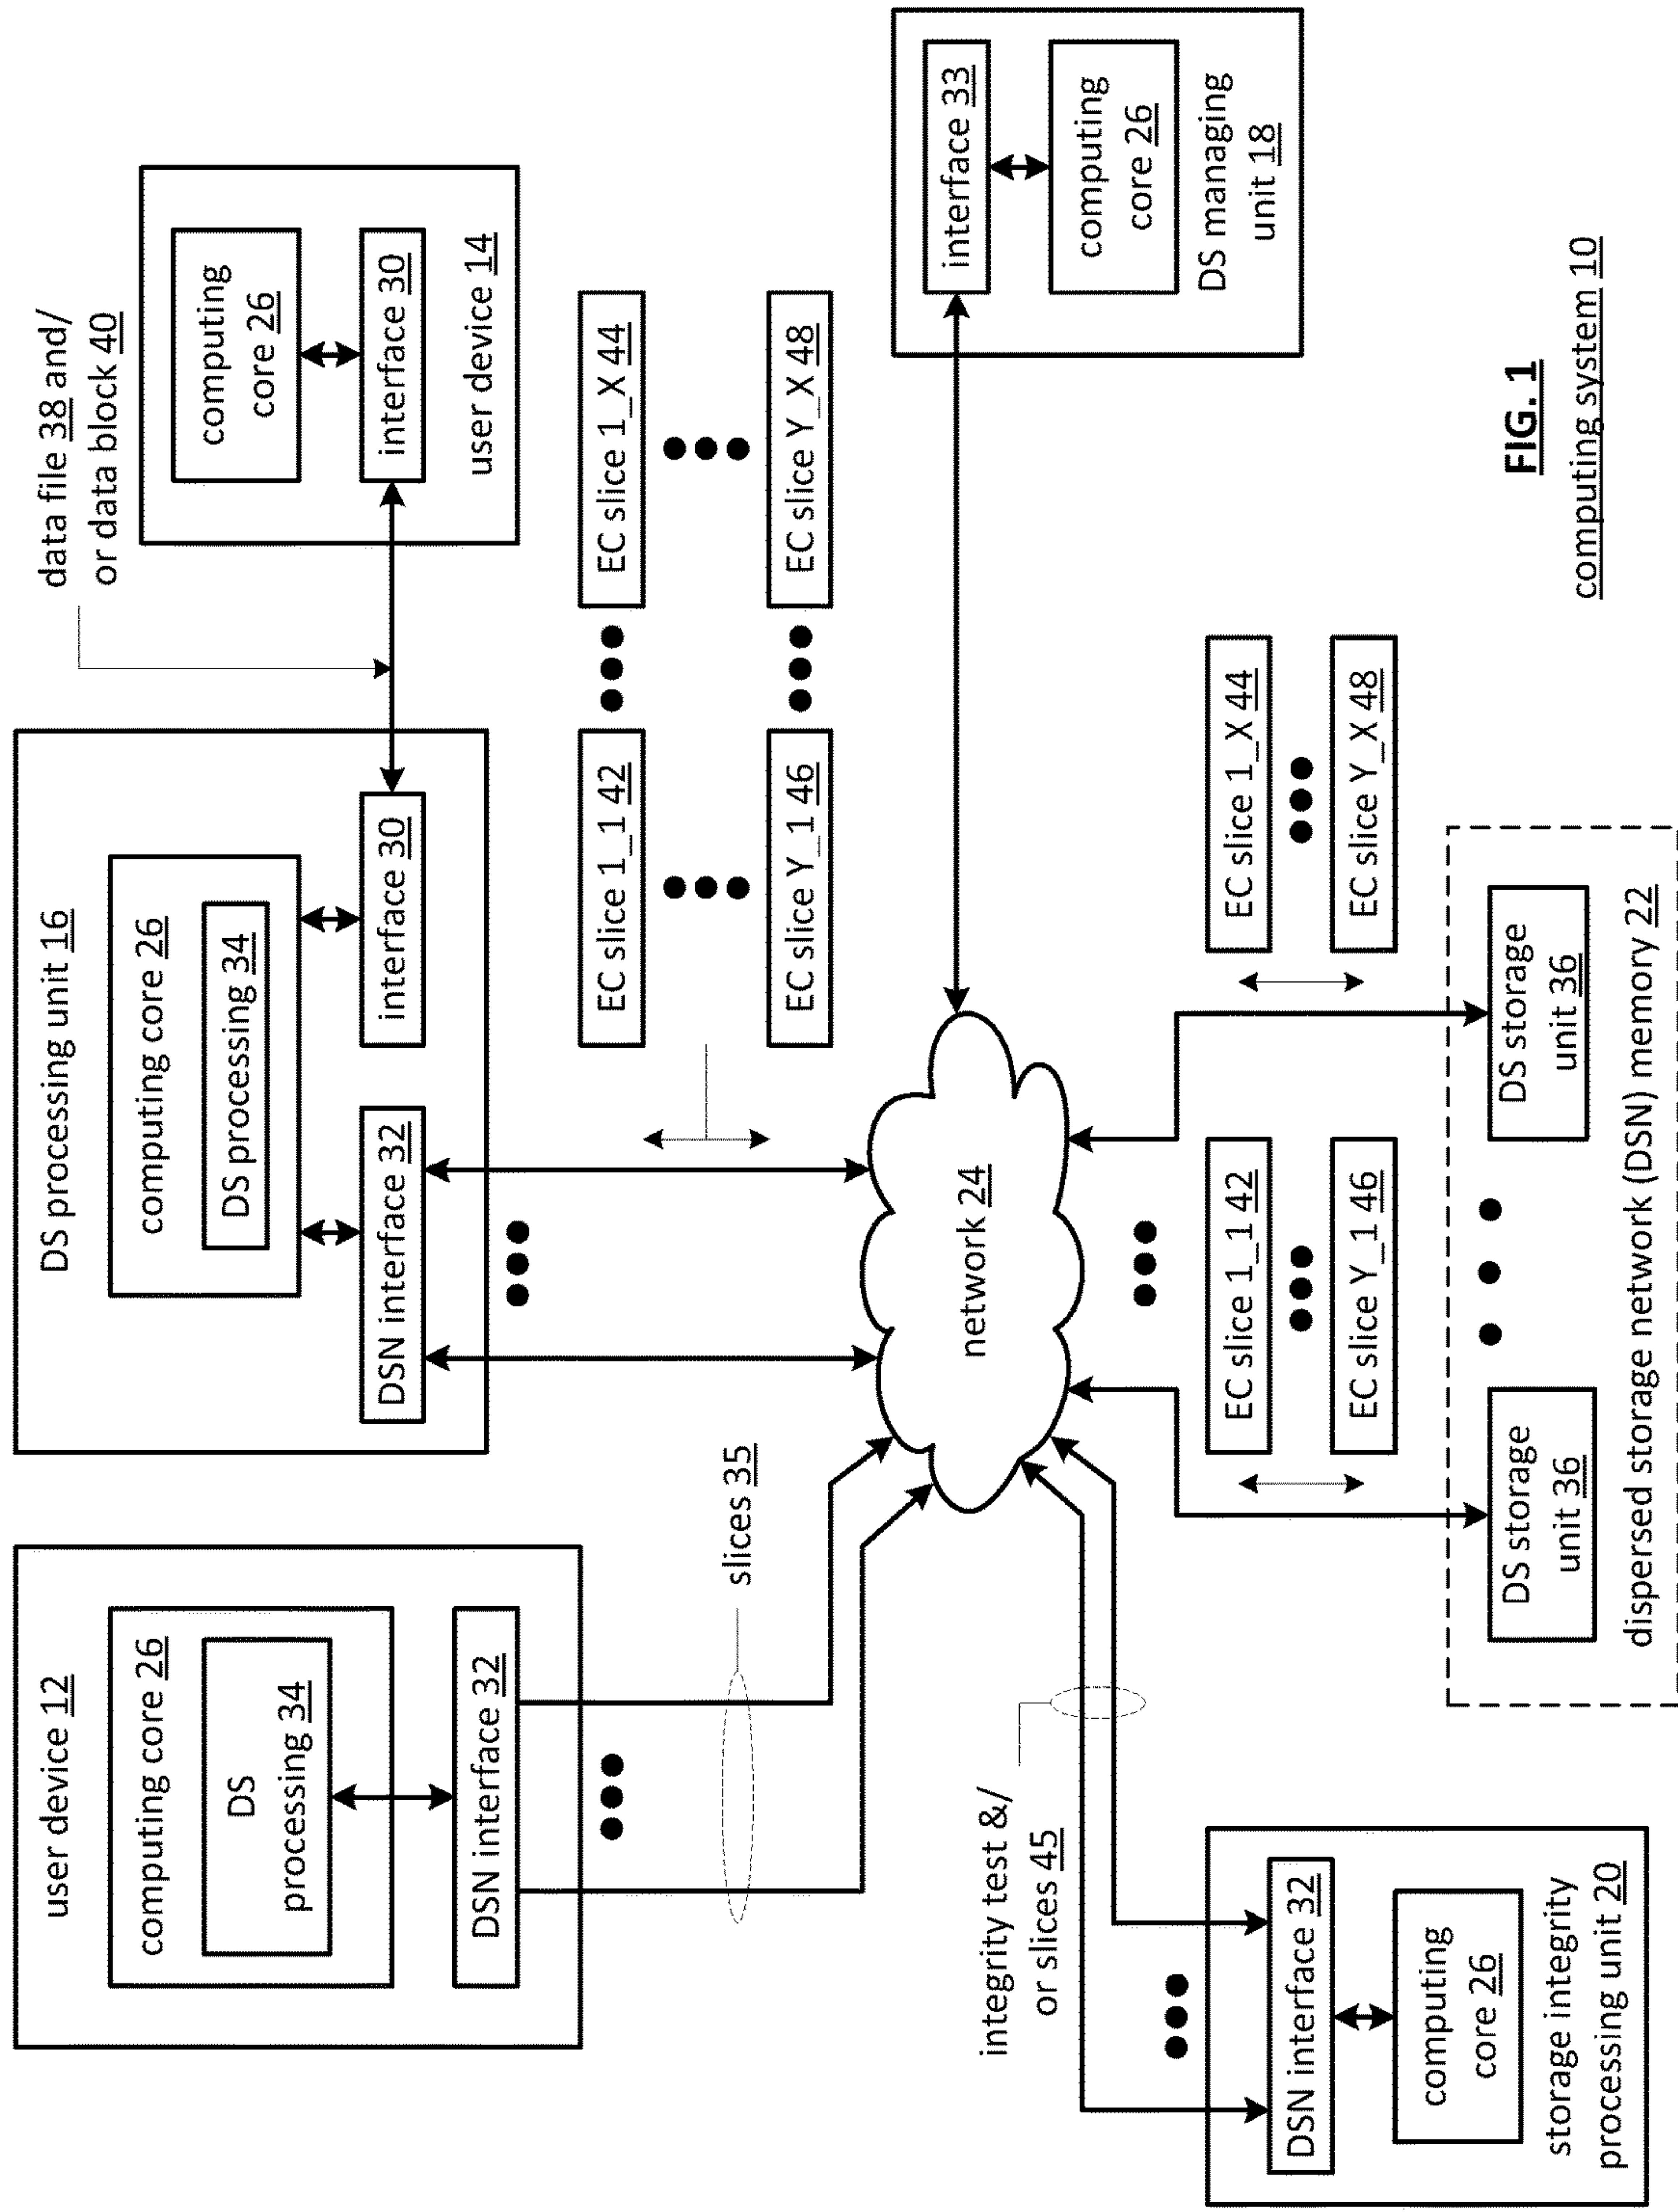 user device 12
computing core 26
DS
processing 34
DSN interface 32
DS processing unit 16
computing core 26
DS processing 34
DSN interface 32
interface 30
data file 38 and/
or data block 40
computing
core 26
interface 30
user device 14
slices 35
EC slice 1_1 42
EC slice 1_X 44
EC slice Y_1 46
EC slice Y_X 48
network 24
interface 33
computing
core 26
DS managing
unit 18
integrity test &/
or slices 45
DSN interface 32
computing
core 26
storage integrity
processing unit 20
EC slice 1_1 42
EC slice Y_1 46
EC slice 1_X 44
EC slice Y_X 48
DS storage
unit 36
DS storage
unit 36
dispersed storage network (DSN) memory 22
FIG. 1
computing system 10